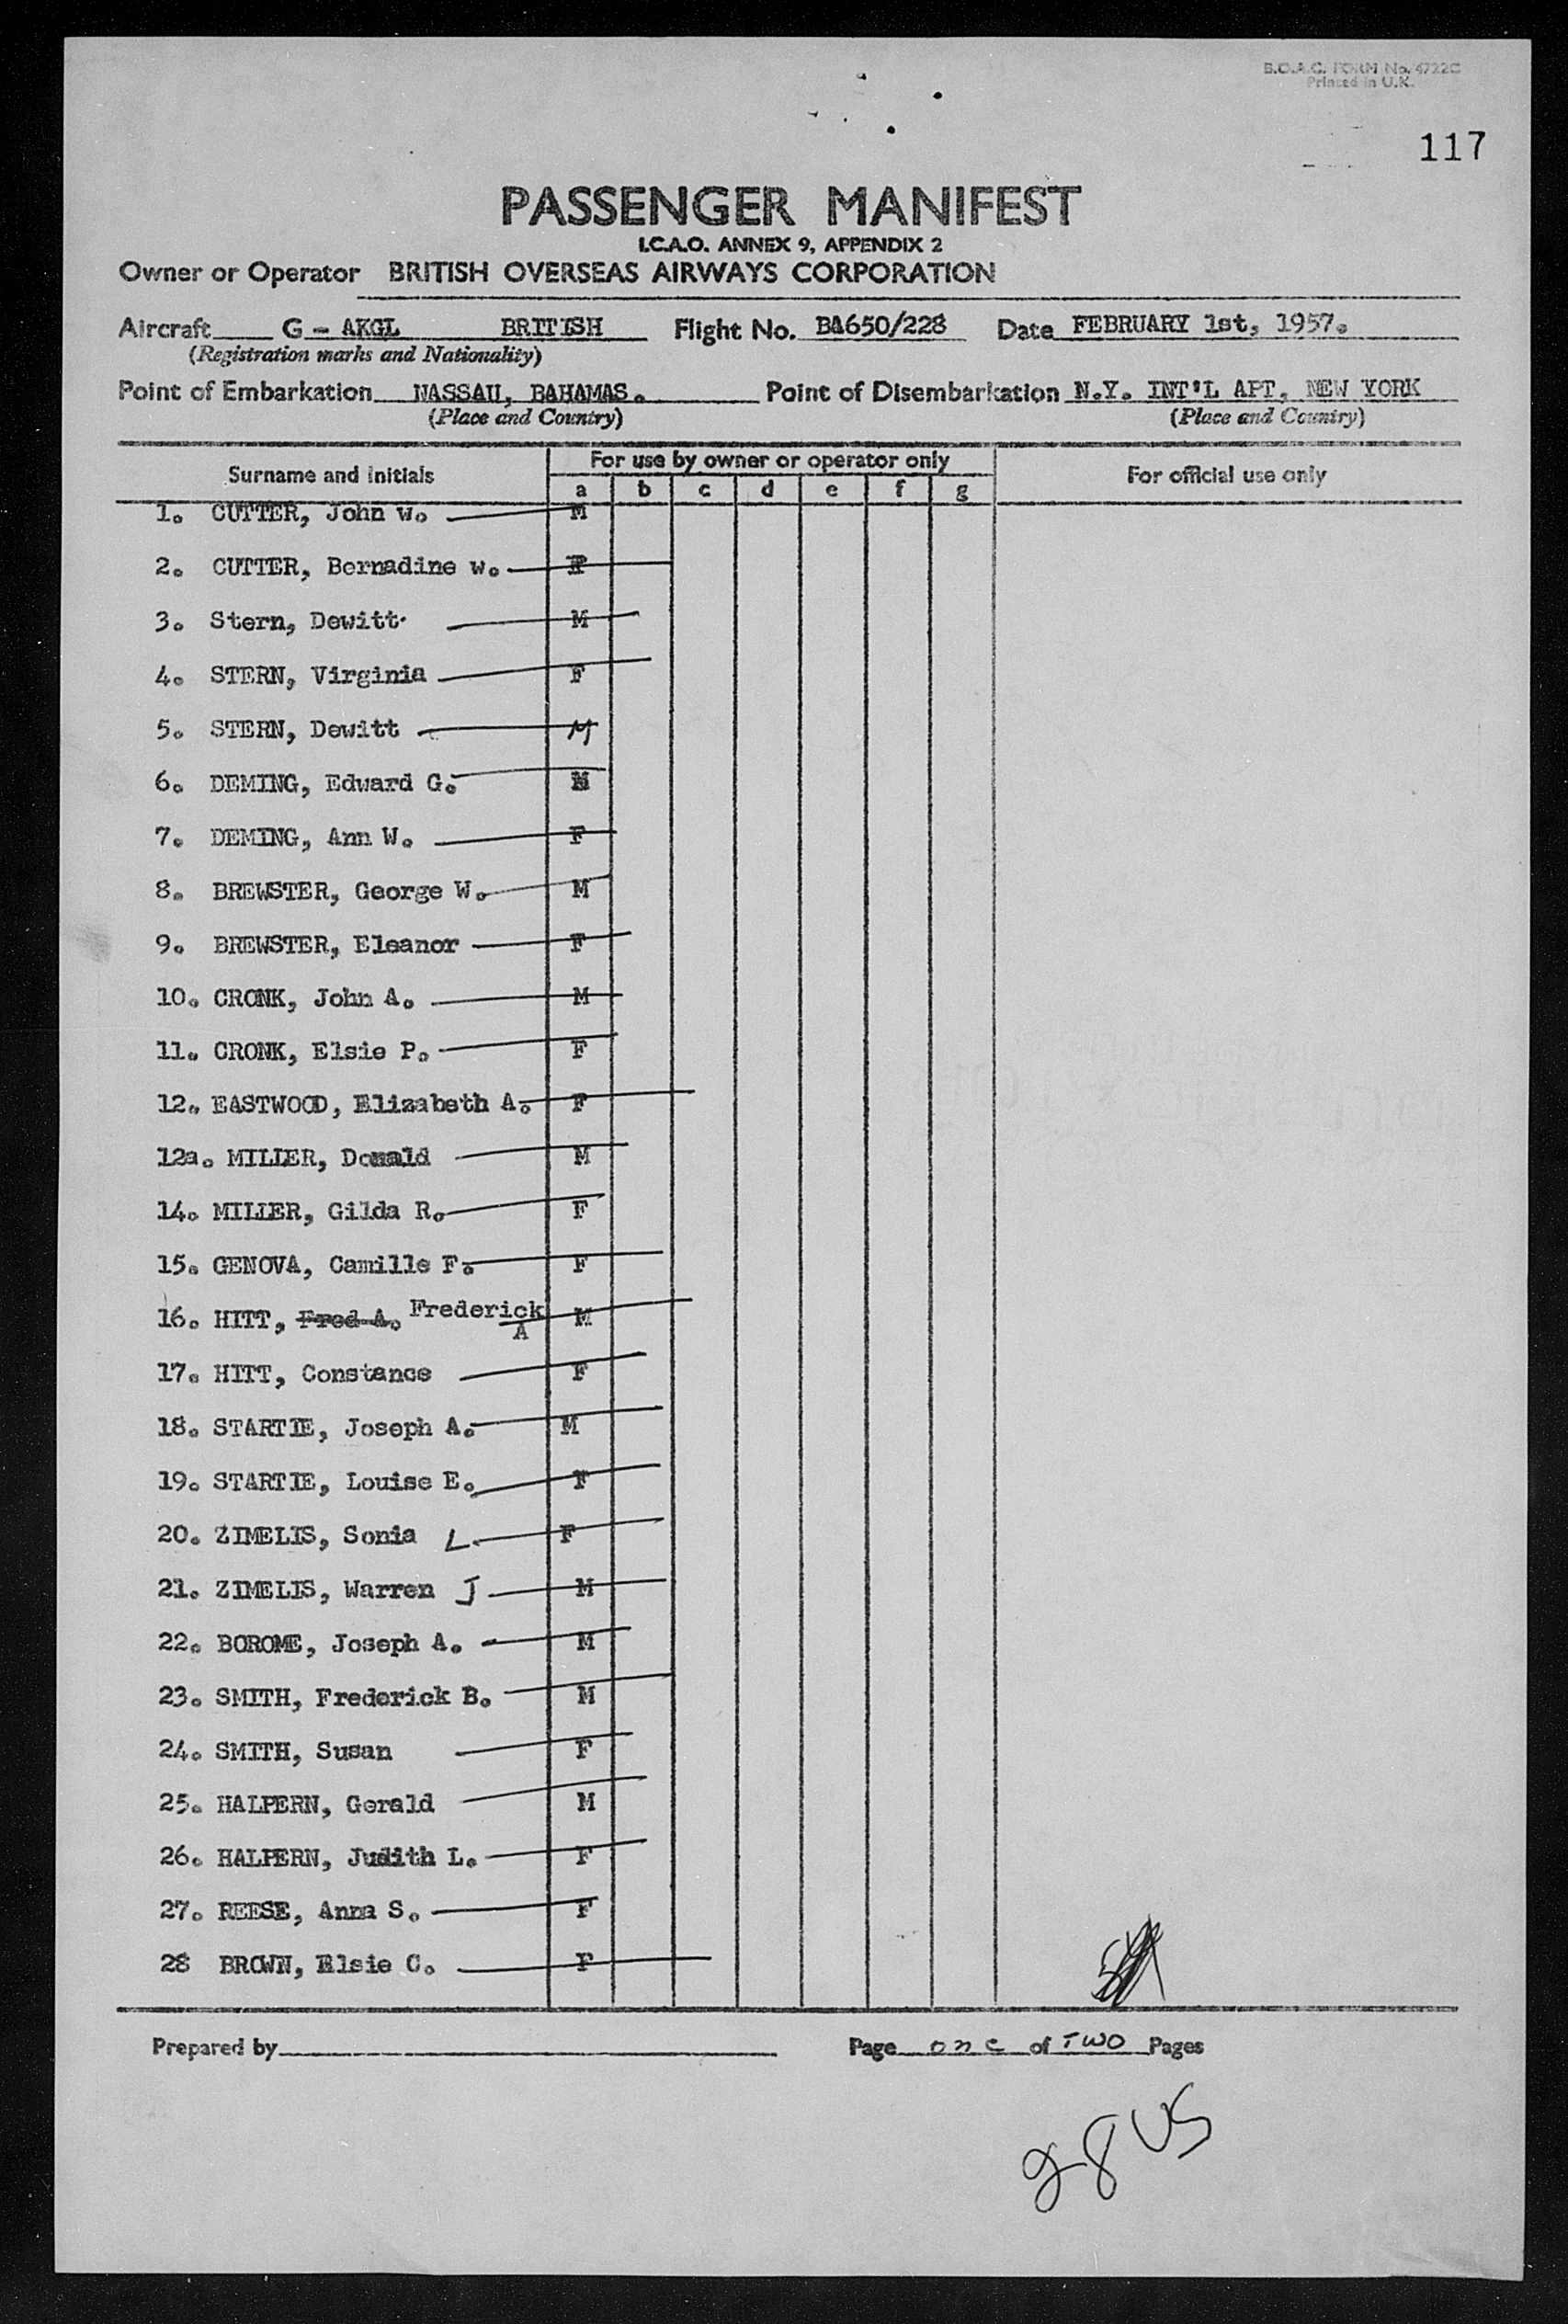 B.O.A.C. FORM No. 4722C
Printed in U.K.
117
PASSENGER MANIFEST
I.C.A.O. ANNEX 9, APPENDIX 2
Owner or Operator BRITISH OVERSEAS AIRWAYS CORPORATION
Aircraft G - AKGL BRITISH Flight No. BA650/228 Date FEBRUARY 1st, 1957.
(Registration marks and Nationality)
Point of Embarkation NASSAU, BAHAMAS. Point of Disembarkation N.Y. INT'L APT, NEW YORK
(Place and Country) (Place and Country)
Surname and Initials For use by owner or operator only For official use only
a b c d e f g
1. CUTTER, John w. M
2. CUTTER, Bernadine w. F
3. Stern, Dewitt M
4. STERN, Virginia F
5. STERN, Dewitt M
6. DEMING, Edward G. M
7. DEMING, Ann W. F
8. BREWSTER, George W. M
9. BREWSTER, Eleanor F
10. CRONK, John A. M
11. CRONK, Elsie P. F
12. EASTWOOD, Elizabeth A. F
12a. MILLER, Donald M
14. MILLER, Gilda R. F
15. GENOVA, Camille F. F
16. HITT, Fred A. Frederick A M
17. HITT, Constance F
18. STARTIE, Joseph A. M
19. STARTIE, Louise E. F
20. ZIMELIS, Sonia L. F
21. ZIMELIS, Warren J M
22. BOROME, Joseph A. M
23. SMITH, Frederick B. M
24. SMITH, Susan F
25. HALPERN, Gerald M
26. HALPERN, Judith L. F
27. REESE, Anna S. F
28 BROWN, Elsie C. F
Prepared by Page one of TWO Pages
28 US